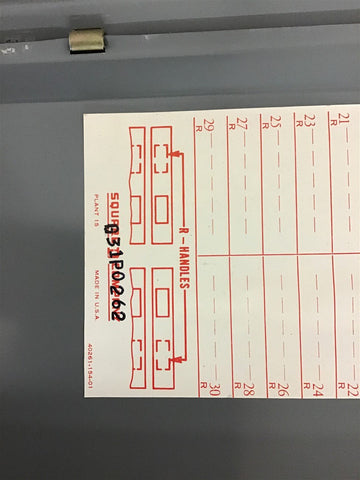 21 22
R R
23 24
R R
25 26
R R
27 28
R R
29 30
R R
R-HANDLES
SQUARE
031P0262
PLANT 15 MADE IN U.S.A.
40261-154-01